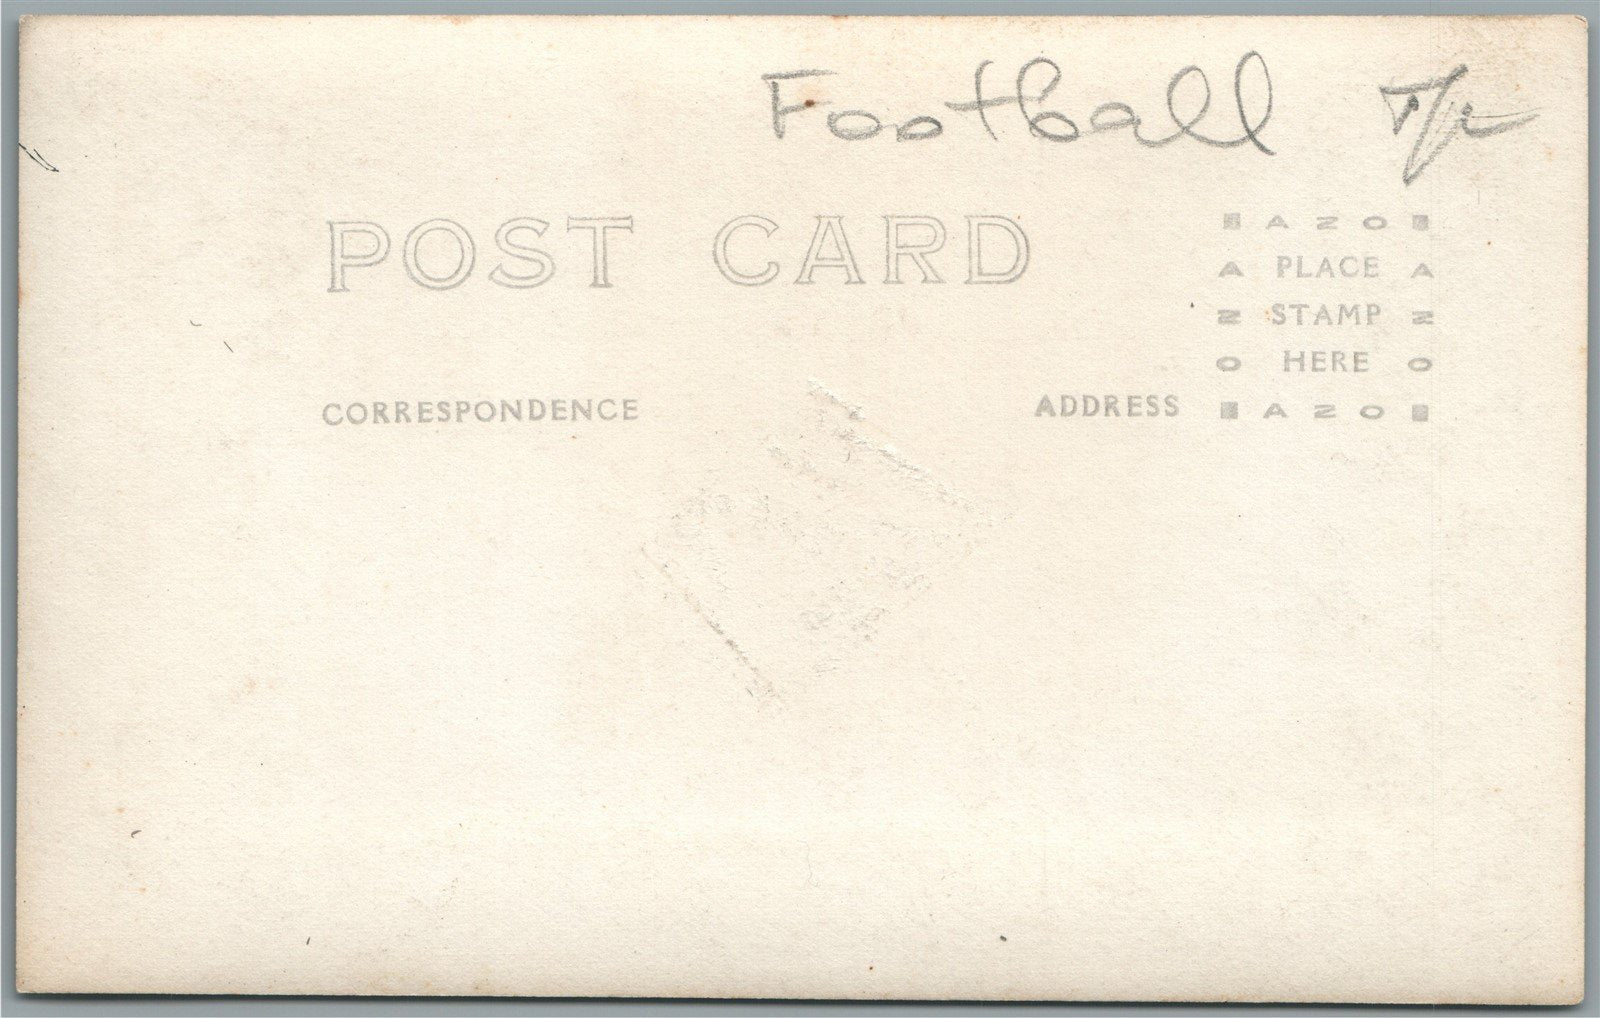 Football
POST CARD
AZO
A PLACE A
N STAMP N
O HERE O
CORRESPONDENCE
ADDRESS
AZO